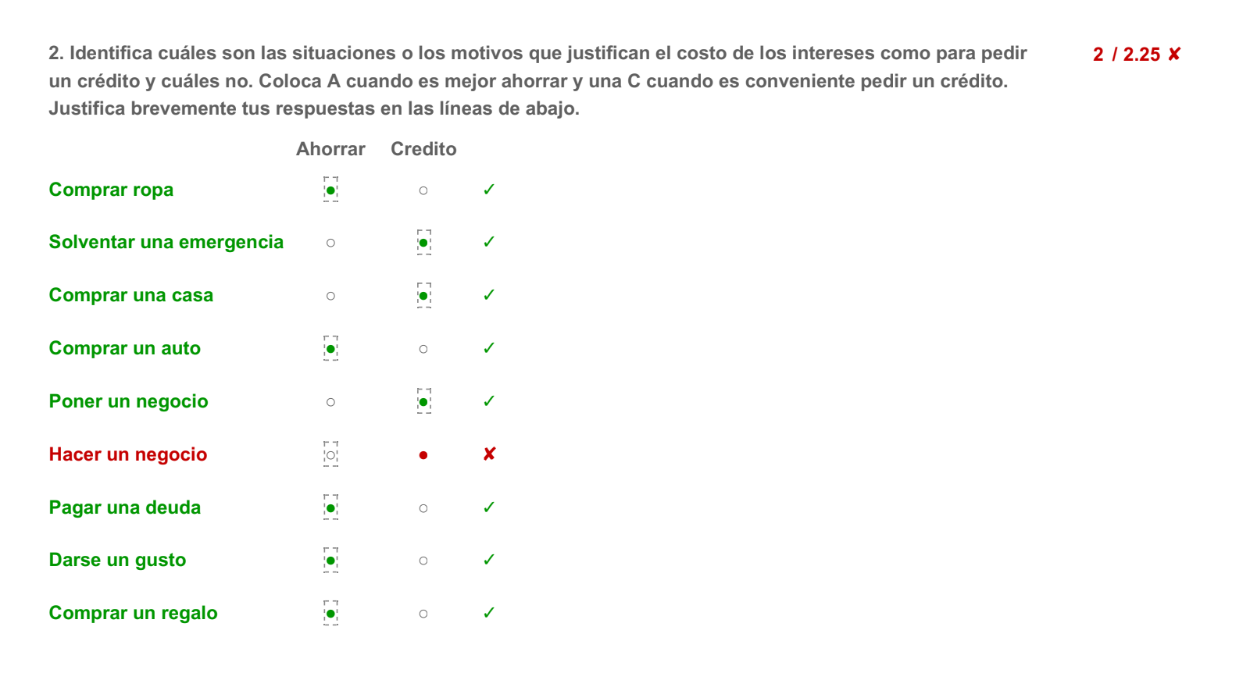 2. Identifica cuáles son las situaciones o los motivos que justifican el costo de los intereses como para pedir
un crédito y cuáles no. Coloca A cuando es mejor ahorrar y una C cuando es conveniente pedir un crédito.
Justifica brevemente tus respuestas en las líneas de abajo.
2 / 2.25 ✘
Ahorrar Credito
Comprar ropa ✓
Solventar una emergencia ✓
Comprar una casa ✓
Comprar un auto ✓
Poner un negocio ✓
Hacer un negocio ✘
Pagar una deuda ✓
Darse un gusto ✓
Comprar un regalo ✓